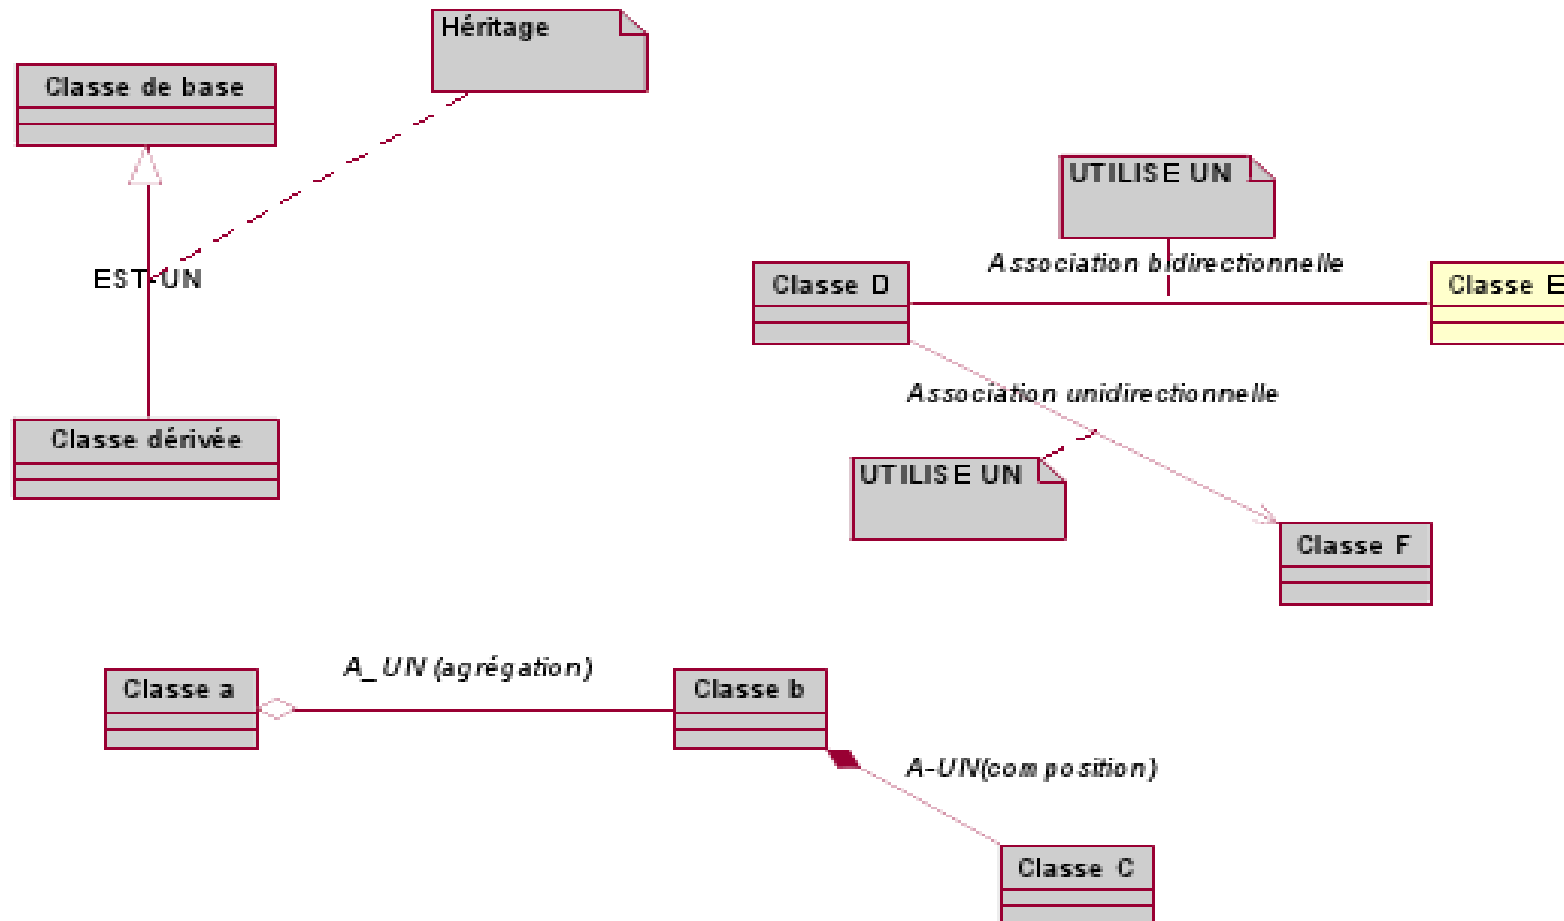 Héritage
Classe de base
EST-UN
Classe dérivée
UTILISE UN
Association bidirectionnelle
Classe D
Classe E
Association unidirectionnelle
UTILISE UN
Classe F
A_UN (agrégation)
Classe a
Classe b
A-UN(composition)
Classe C